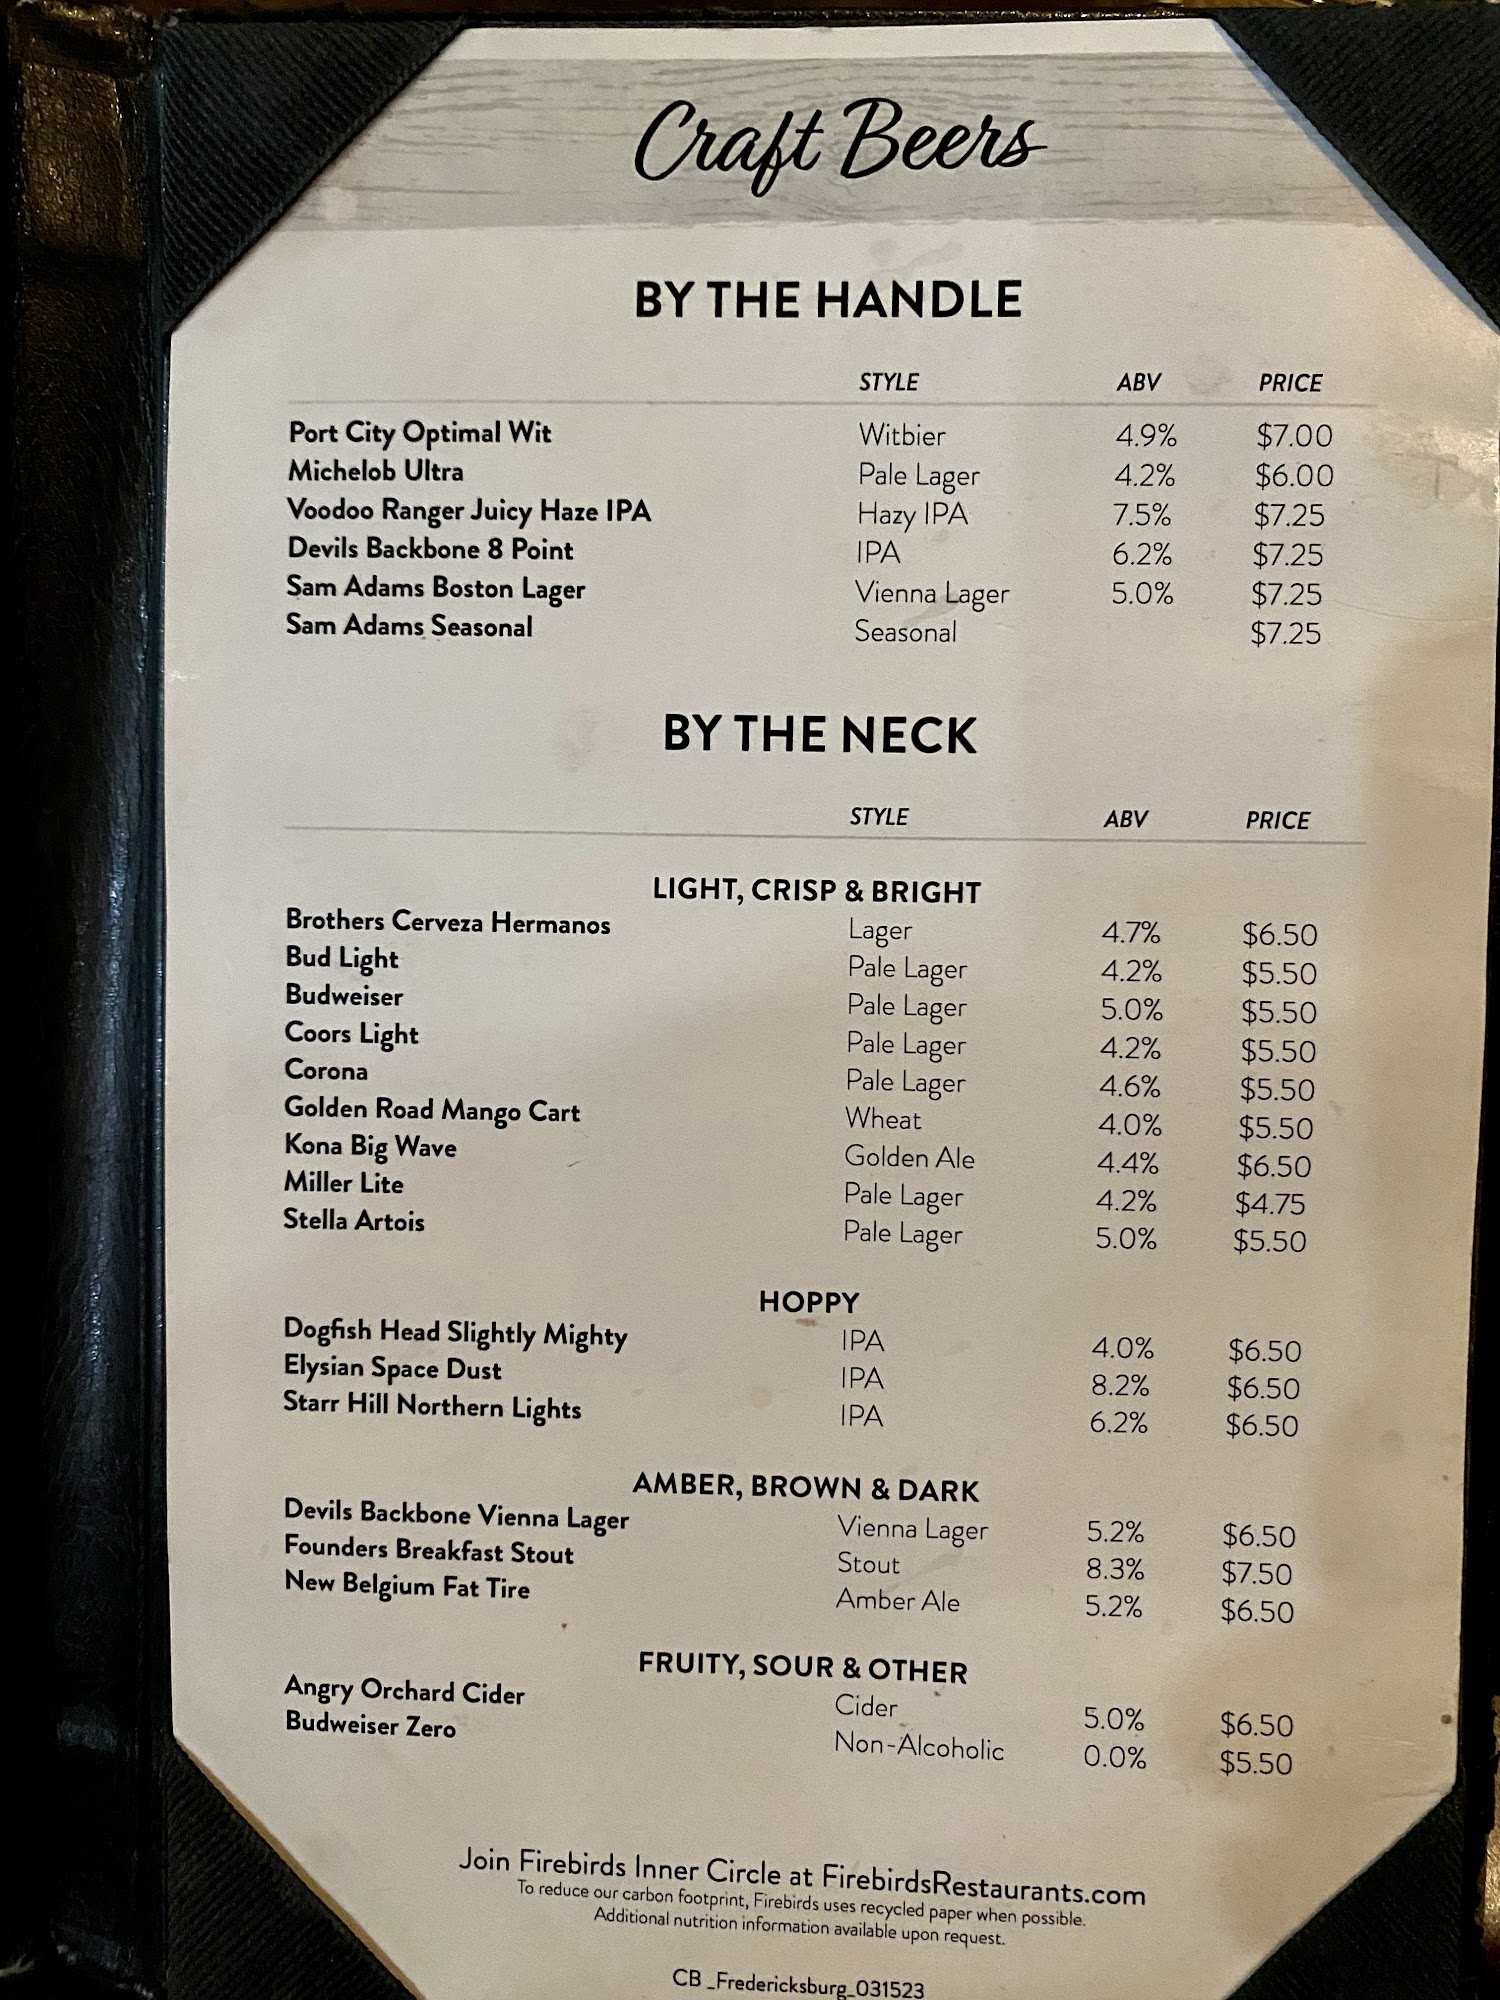 Craft Beers
BY THE HANDLE
STYLE ABV PRICE
Port City Optimal Wit Witbier 4.9% $7.00
Michelob Ultra Pale Lager 4.2% $6.00
Voodoo Ranger Juicy Haze IPA Hazy IPA 7.5% $7.25
Devils Backbone 8 Point IPA 6.2% $7.25
Sam Adams Boston Lager Vienna Lager 5.0% $7.25
Sam Adams Seasonal Seasonal $7.25
BY THE NECK
STYLE ABV PRICE
LIGHT, CRISP & BRIGHT
Brothers Cerveza Hermanos Lager 4.7% $6.50
Bud Light Pale Lager 4.2% $5.50
Budweiser Pale Lager 5.0% $5.50
Coors Light Pale Lager 4.2% $5.50
Corona Pale Lager 4.6% $5.50
Golden Road Mango Cart Wheat 4.0% $5.50
Kona Big Wave Golden Ale 4.4% $6.50
Miller Lite Pale Lager 4.2% $4.75
Stella Artois Pale Lager 5.0% $5.50
HOPPY
Dogfish Head Slightly Mighty IPA 4.0% $6.50
Elysian Space Dust IPA 8.2% $6.50
Starr Hill Northern Lights IPA 6.2% $6.50
AMBER, BROWN & DARK
Devils Backbone Vienna Lager Vienna Lager 5.2% $6.50
Founders Breakfast Stout Stout 8.3% $7.50
New Belgium Fat Tire Amber Ale 5.2% $6.50
FRUITY, SOUR & OTHER
Angry Orchard Cider Cider 5.0% $6.50
Budweiser Zero Non-Alcoholic 0.0% $5.50
Join Firebirds Inner Circle at FirebirdsRestaurants.com
To reduce our carbon footprint, Firebirds uses recycled paper when possible.
Additional nutrition information available upon request.
CB_Fredericksburg_031523